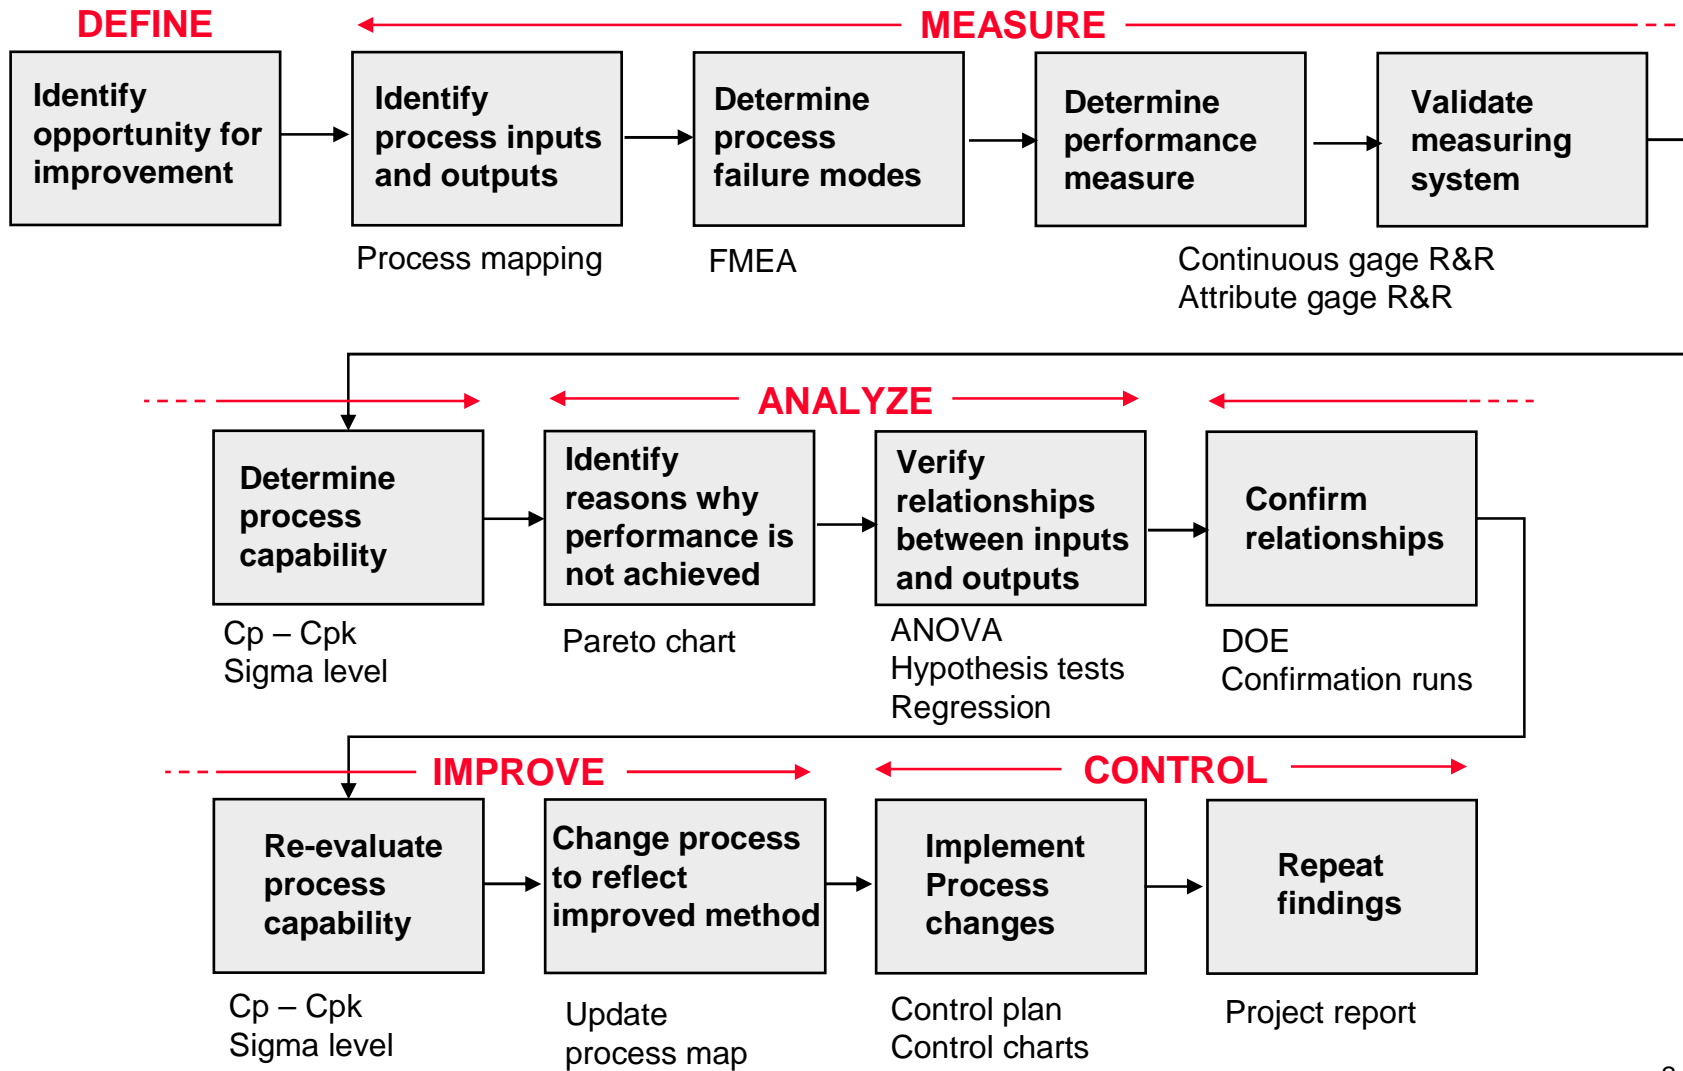 DEFINE
MEASURE
Identify
opportunity for
improvement
Identify
process inputs
and outputs
Determine
process
failure modes
Determine
performance
measure
Validate
measuring
system
Process mapping
FMEA
Continuous gage R&R
Attribute gage R&R
ANALYZE
Determine
process
capability
Identify
reasons why
performance is
not achieved
Verify
relationships
between inputs
and outputs
Confirm
relationships
Cp – Cpk
Sigma level
Pareto chart
ANOVA
Hypothesis tests
Regression
DOE
Confirmation runs
IMPROVE
CONTROL
Re-evaluate
process
capability
Change process
to reflect
improved method
Implement
Process
changes
Repeat
findings
Cp – Cpk
Sigma level
Update
process map
Control plan
Control charts
Project report